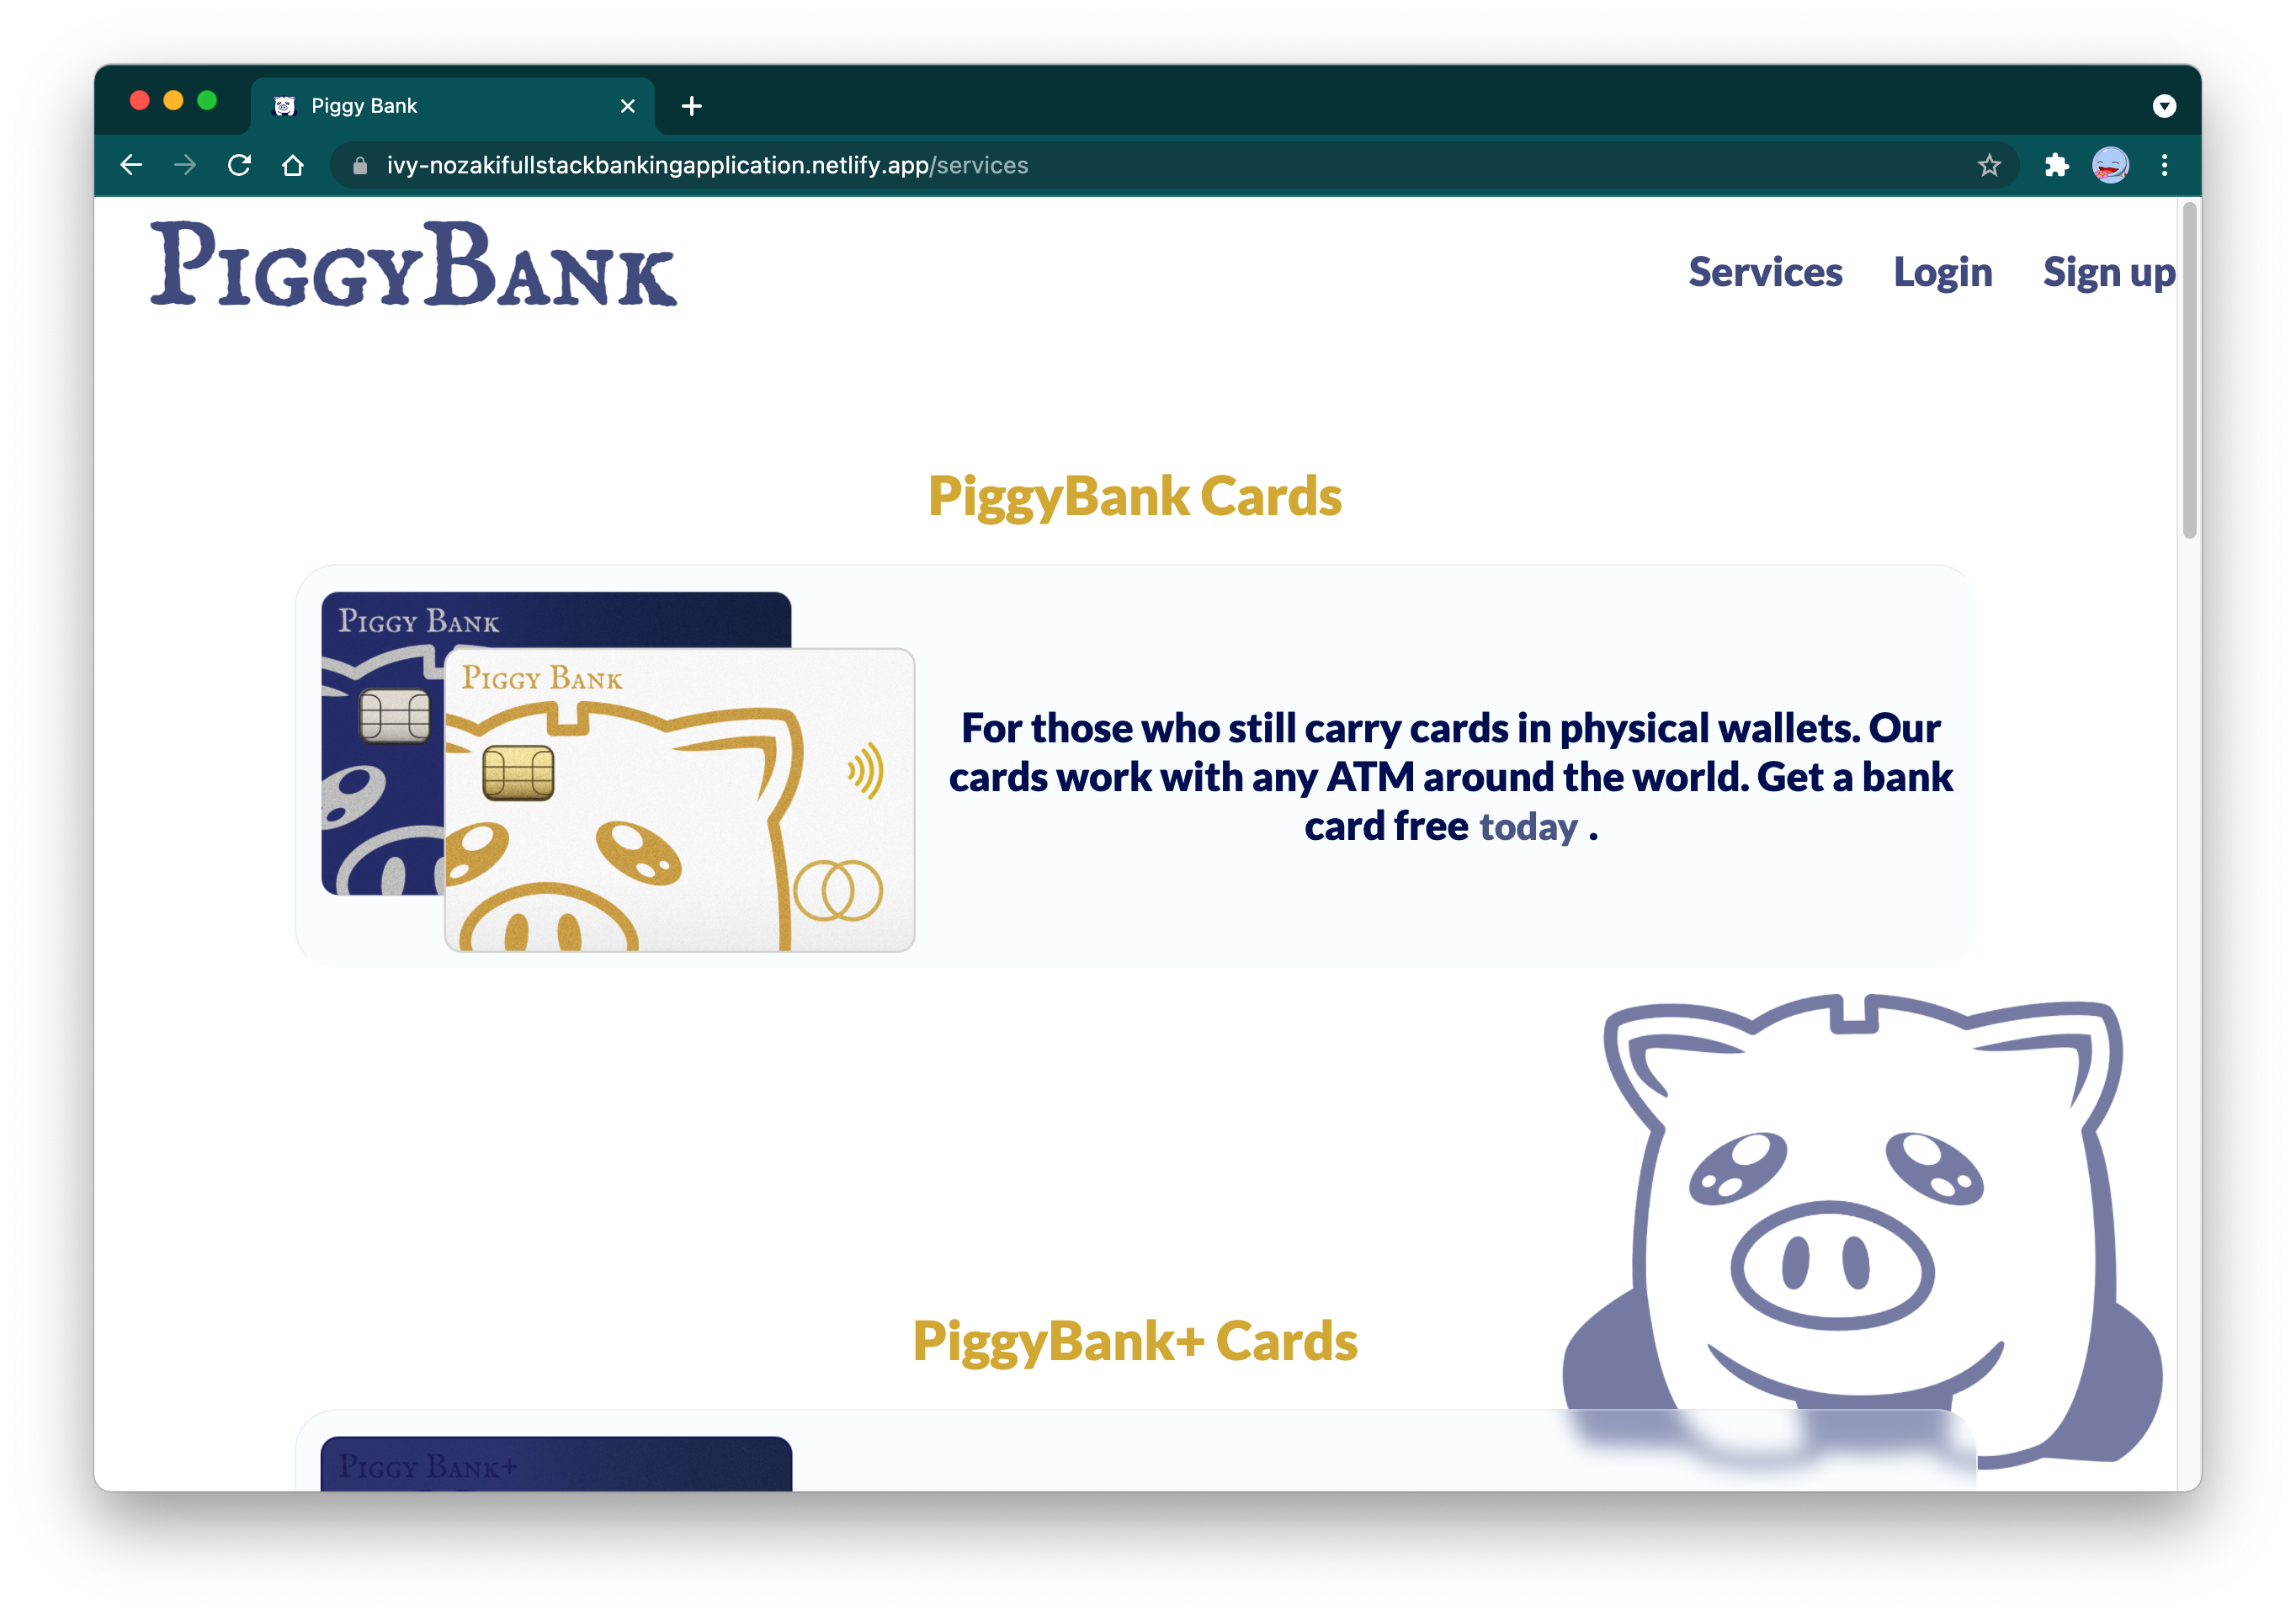 Piggy Bank
ivy-nozakifullstackbankingapplication.netlify.app/services
PiggyBank
Services Login Sign up
PiggyBank Cards
Piggy Bank
Piggy Bank
For those who still carry cards in physical wallets. Our
cards work with any ATM around the world. Get a bank
card free today .
PiggyBank+ Cards
Piggy Bank+